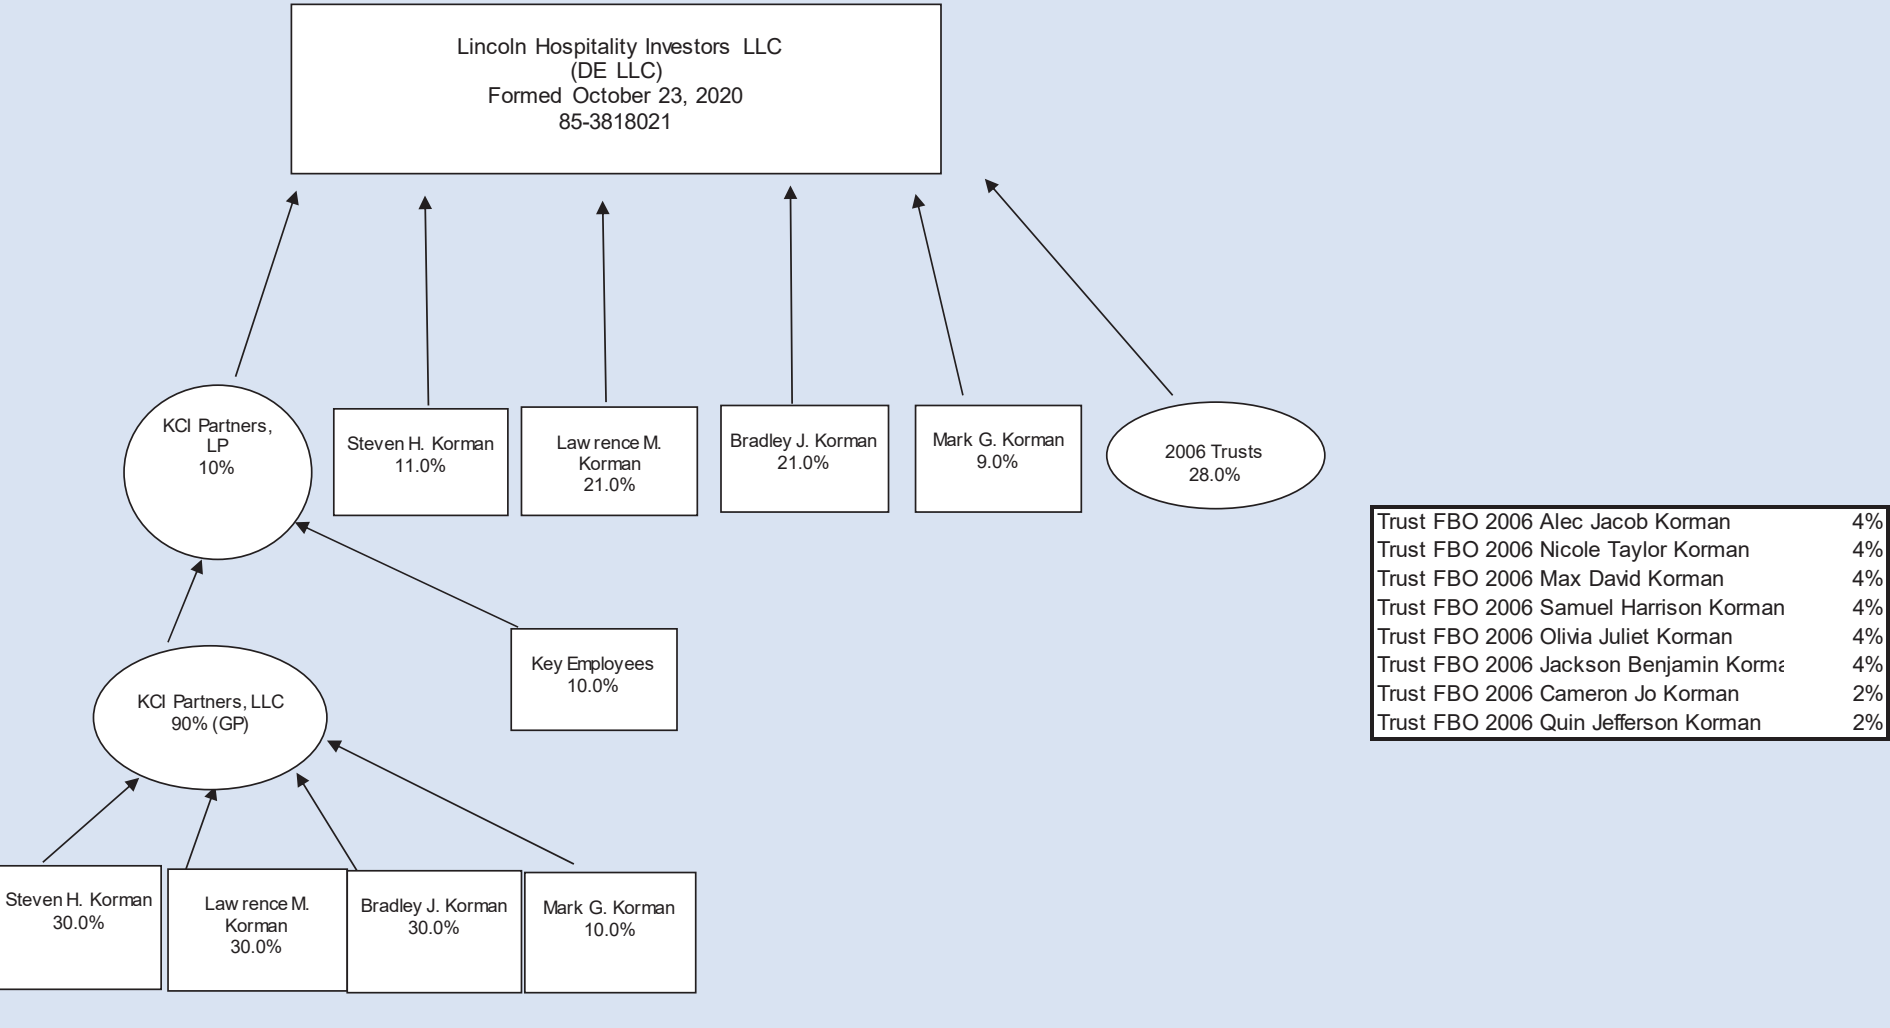 Lincoln Hospitality Investors LLC
(DE LLC)
Formed October 23, 2020
85-3818021
KCI Partners,
LP
10%
Steven H. Korman
11.0%
Lawrence M.
Korman
21.0%
Bradley J. Korman
21.0%
Mark G. Korman
9.0%
2006 Trusts
28.0%
Trust FBO 2006 Alec Jacob Korman 4%
Trust FBO 2006 Nicole Taylor Korman 4%
Trust FBO 2006 Max David Korman 4%
Trust FBO 2006 Samuel Harrison Korman 4%
Trust FBO 2006 Olivia Juliet Korman 4%
Trust FBO 2006 Jackson Benjamin Korma 4%
Trust FBO 2006 Cameron Jo Korman 2%
Trust FBO 2006 Quin Jefferson Korman 2%
Key Employees
10.0%
KCI Partners, LLC
90% (GP)
Steven H. Korman
30.0%
Lawrence M.
Korman
30.0%
Bradley J. Korman
30.0%
Mark G. Korman
10.0%